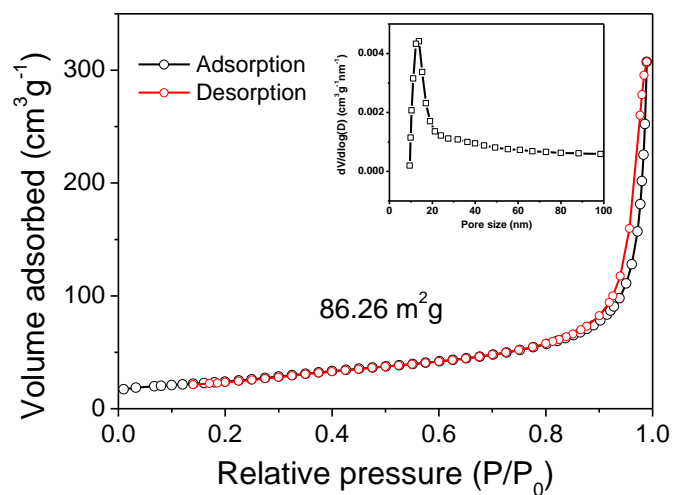 300
200
100
0
Volume adsorbed (cm³g⁻¹)
Adsorption
Desorption
86.26 m²g
0.0 0.2 0.4 0.6 0.8 1.0
Relative pressure (P/P₀)
0.004
0.002
0.000
dV/dlog(D) (cm³g⁻¹nm⁻¹)
0 20 40 60 80 100
Pore size (nm)